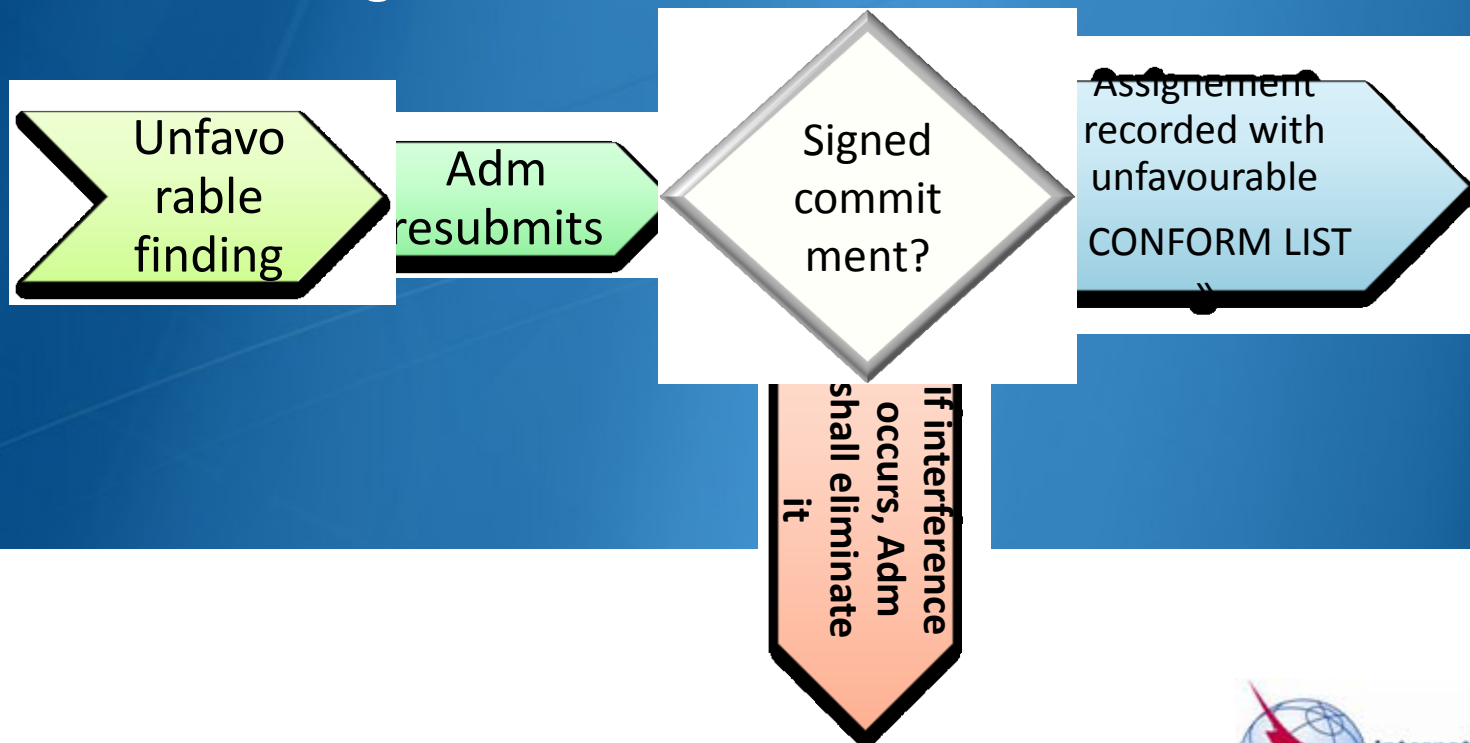 Unfavo
rable
finding
Adm
resubmits
Signed
commit
ment?
Assignement
recorded with
unfavourable
CONFORM LIST
»
If interference
occurs, Adm
shall eliminate
it